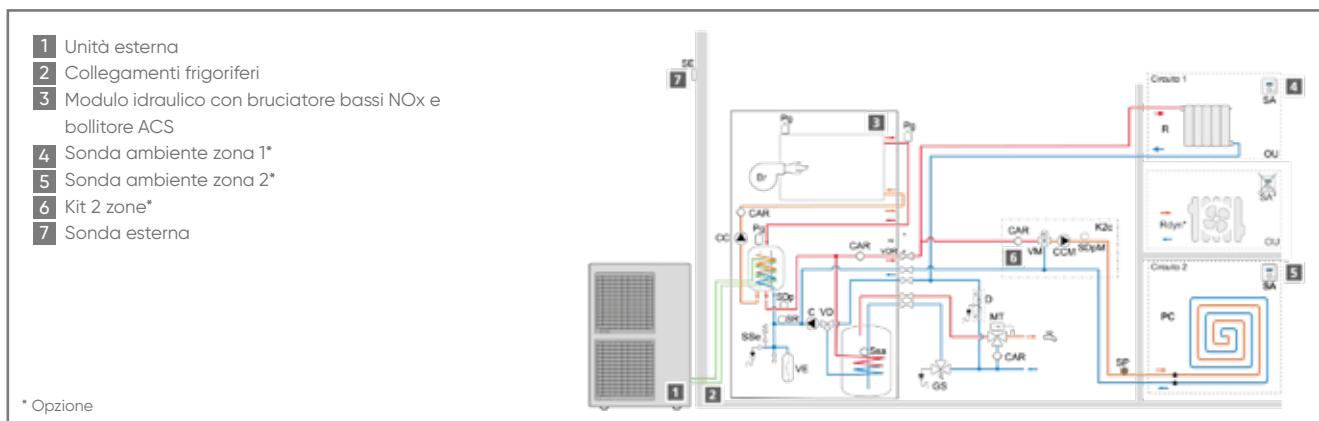 1 Unità esterna
2 Collegamenti frigoriferi
3 Modulo idraulico con bruciatore bassi NOx e
bollitore ACS
4 Sonda ambiente zona 1*
5 Sonda ambiente zona 2*
6 Kit 2 zone*
7 Sonda esterna
* Opzione
SE
7
Pg
3
Pg
Br
CAR
CC
Pg
CAR
SDp
SR
C VD
SSe
VE
Ssa
GS
D
MT
CAR
CAR
VM
CCM
SDpM
K2c
6
SP
Circuito 1
SA
4
R
OU
SA
Rdyn*
OU
Circuito 2
SA
5
PC
1
2